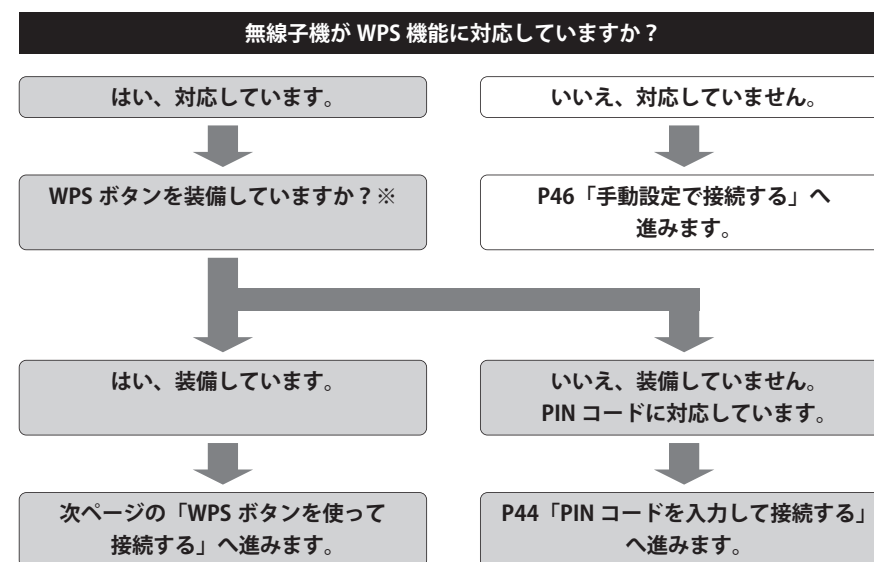 無線子機が WPS 機能に対応していますか？
はい、対応しています。
いいえ、対応していません。
WPS ボタンを装備していますか？※
P46「手動設定で接続する」へ
進みます。
はい、装備しています。
いいえ、装備していません。
PIN コードに対応しています。
次ページの「WPS ボタンを使って
接続する」へ進みます。
P44「PIN コードを入力して接続する」
へ進みます。